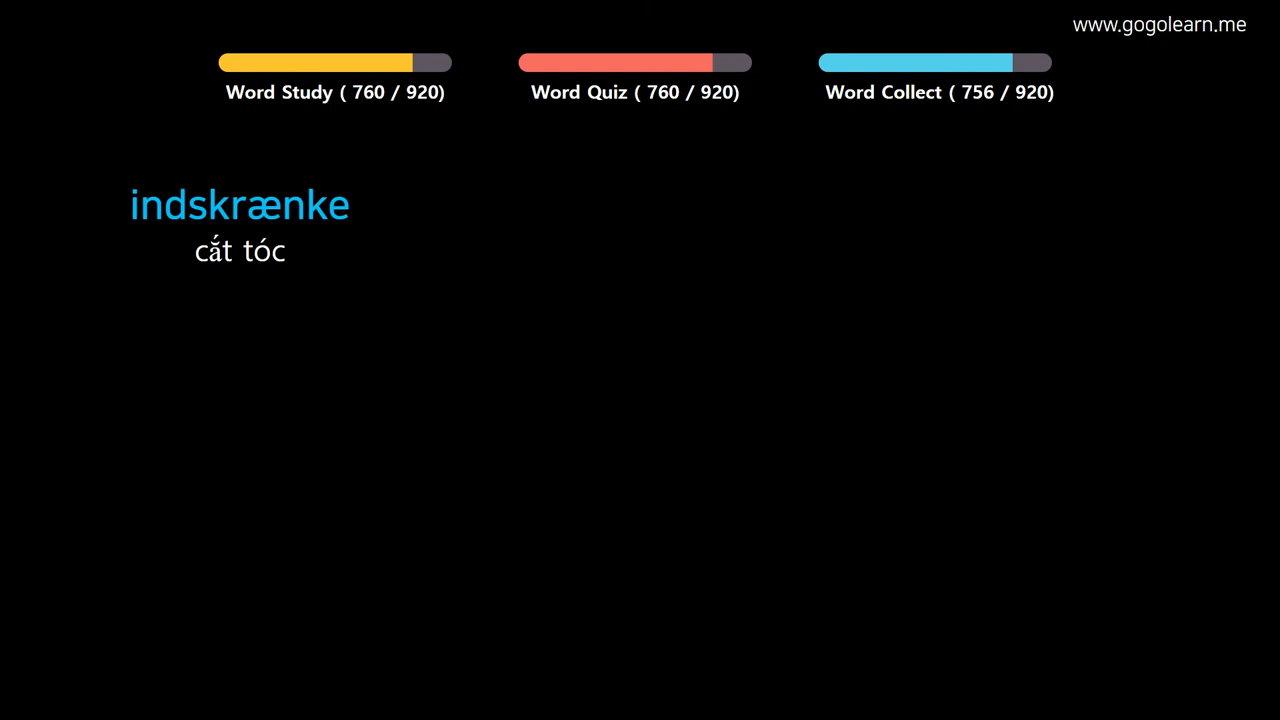 www.gogolearn.me
Word Study ( 760 / 920)
Word Quiz ( 760 / 920)
Word Collect ( 756 / 920)
indskrænke
cắt tóc